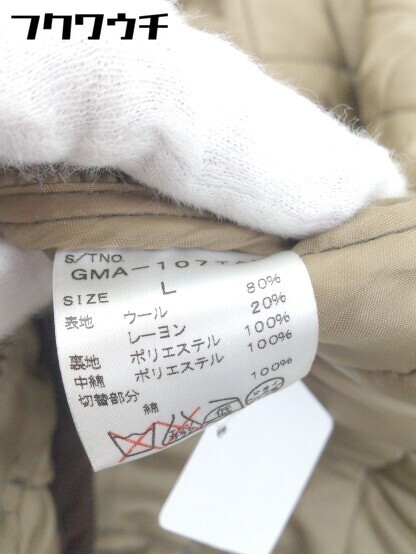 フクワウチ
S/TNO.
GMA-107
SIZE L
表地 ウール 80%
レーヨン 20%
裏地 ポリエステル 100%
中綿 ポリエステル 100%
切替部分
綿 100%